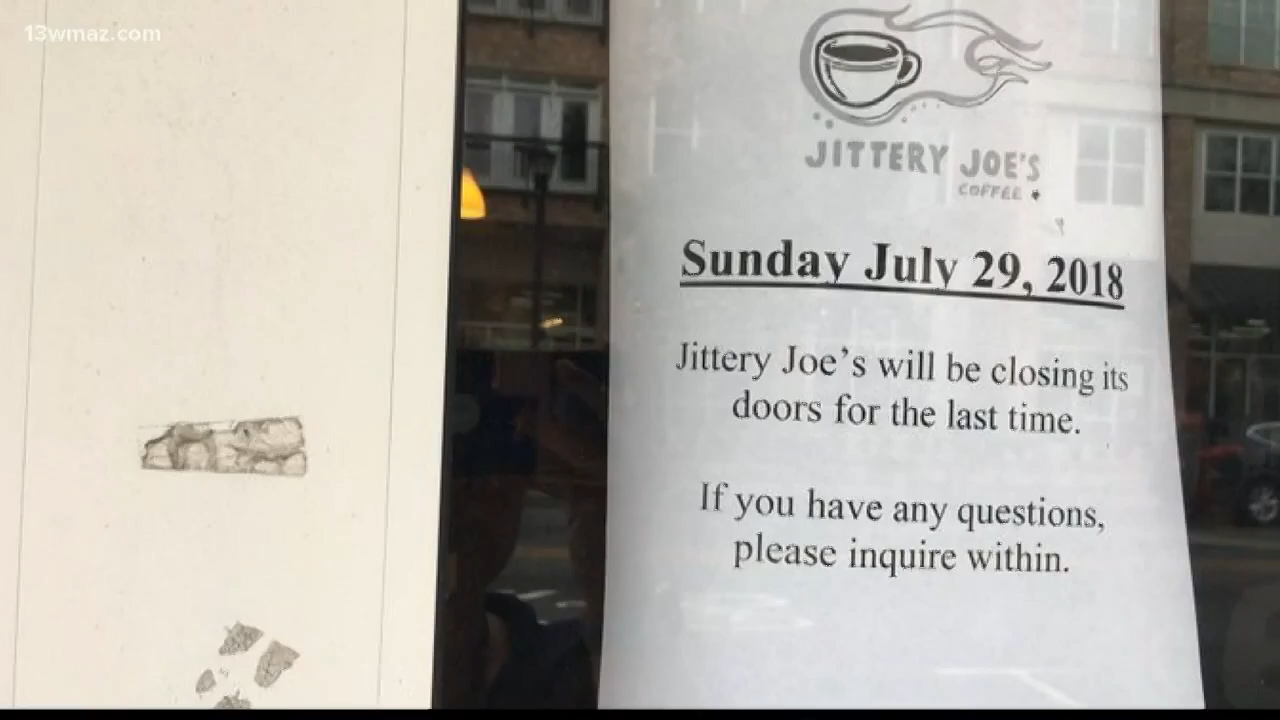 13wmaz.com
JITTERY JOE'S
COFFEE
Sunday July 29, 2018
Jittery Joe's will be closing its
doors for the last time.
If you have any questions,
please inquire within.